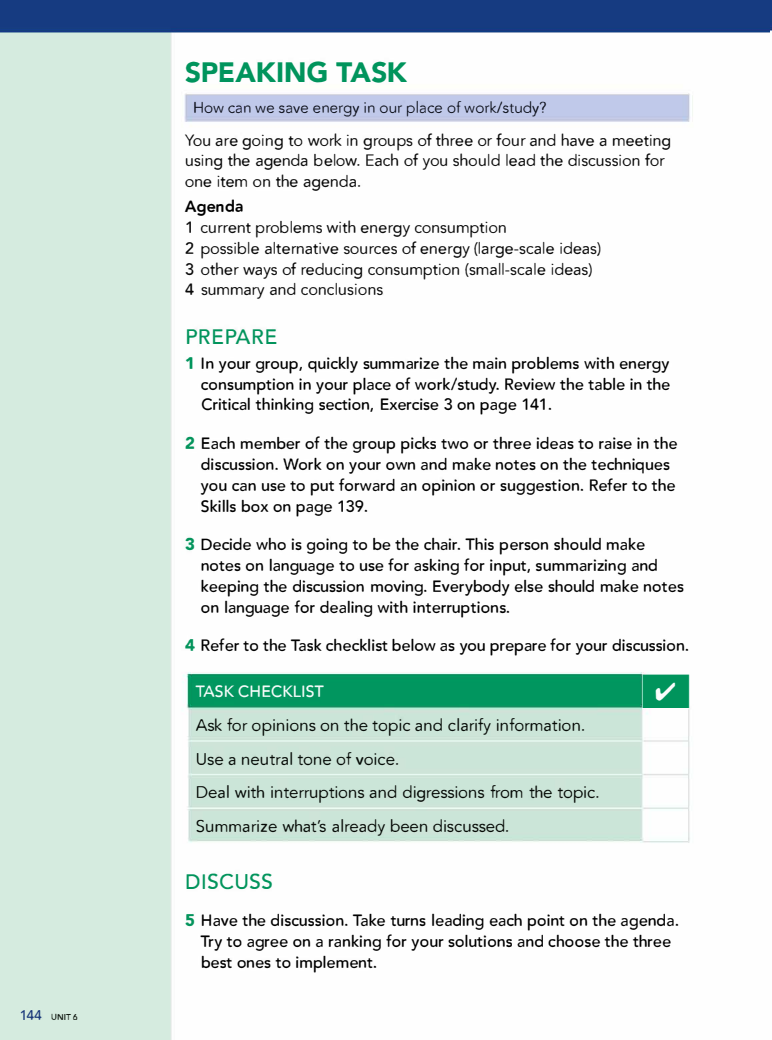 SPEAKING TASK
How can we save energy in our place of work/study?
You are going to work in groups of three or four and have a meeting
using the agenda below. Each of you should lead the discussion for
one item on the agenda.
Agenda
1 current problems with energy consumption
2 possible alternative sources of energy (large-scale ideas)
3 other ways of reducing consumption (small-scale ideas)
4 summary and conclusions
PREPARE
1 In your group, quickly summarize the main problems with energy
consumption in your place of work/study. Review the table in the
Critical thinking section, Exercise 3 on page 141.
2 Each member of the group picks two or three ideas to raise in the
discussion. Work on your own and make notes on the techniques
you can use to put forward an opinion or suggestion. Refer to the
Skills box on page 139.
3 Decide who is going to be the chair. This person should make
notes on language to use for asking for input, summarizing and
keeping the discussion moving. Everybody else should make notes
on language for dealing with interruptions.
4 Refer to the Task checklist below as you prepare for your discussion.
TASK CHECKLIST ✔
Ask for opinions on the topic and clarify information.
Use a neutral tone of voice.
Deal with interruptions and digressions from the topic.
Summarize what's already been discussed.
DISCUSS
5 Have the discussion. Take turns leading each point on the agenda.
Try to agree on a ranking for your solutions and choose the three
best ones to implement.
144 UNIT 6